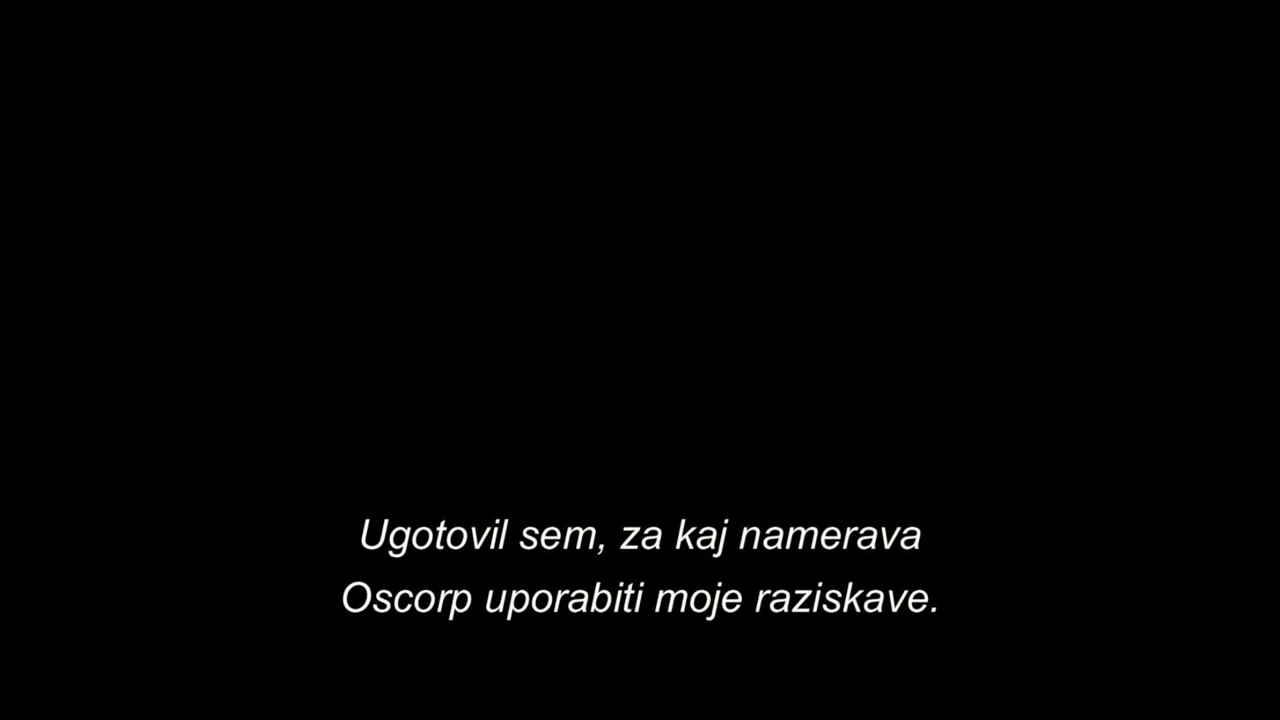 Ugotovil sem, za kaj namerava
Oscorp uporabiti moje raziskave.